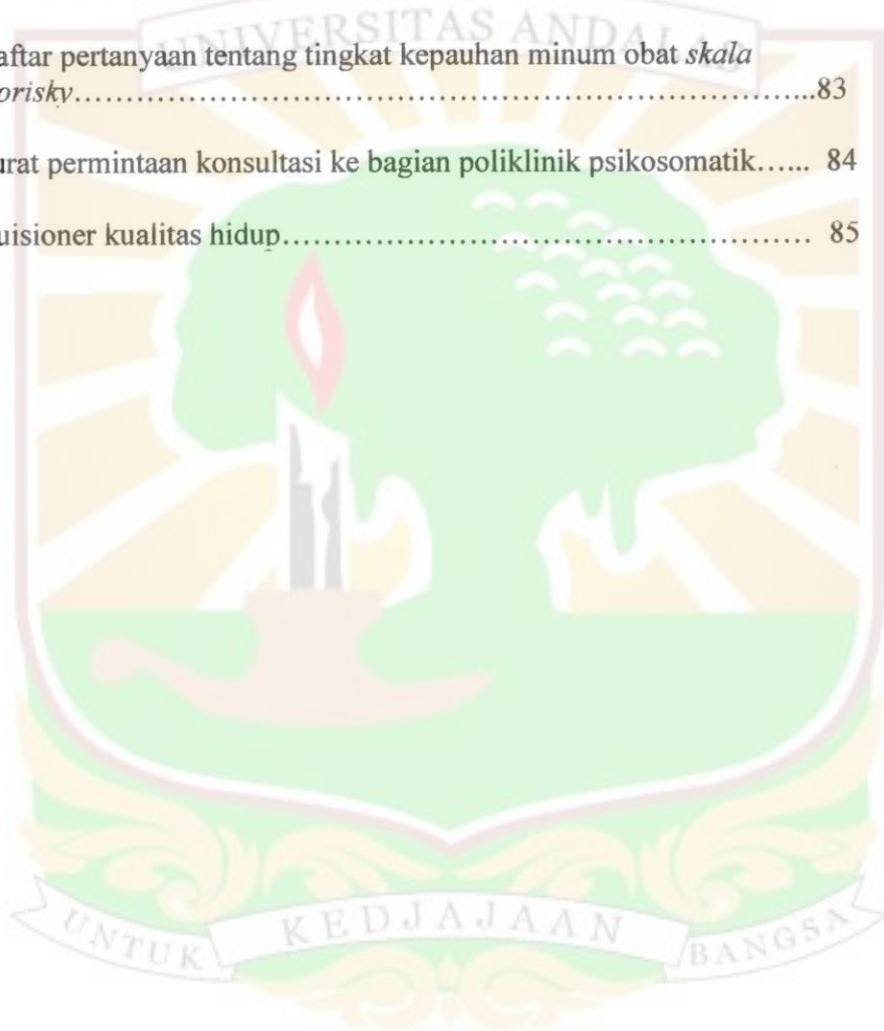 UNIVERSITAS ANDALAS
aftar pertanyaan tentang tingkat kepauhan minum obat skala
orisky........................................................................83
urat permintaan konsultasi ke bagian poliklinik psikosomatik...... 84
uisioner kualitas hidup.................................................... 85
UNTUK KEDJAJAAN BANGSA